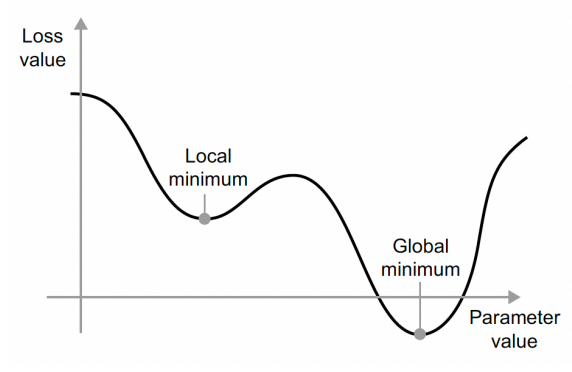 Loss
value
Local
minimum
Global
minimum
Parameter
value